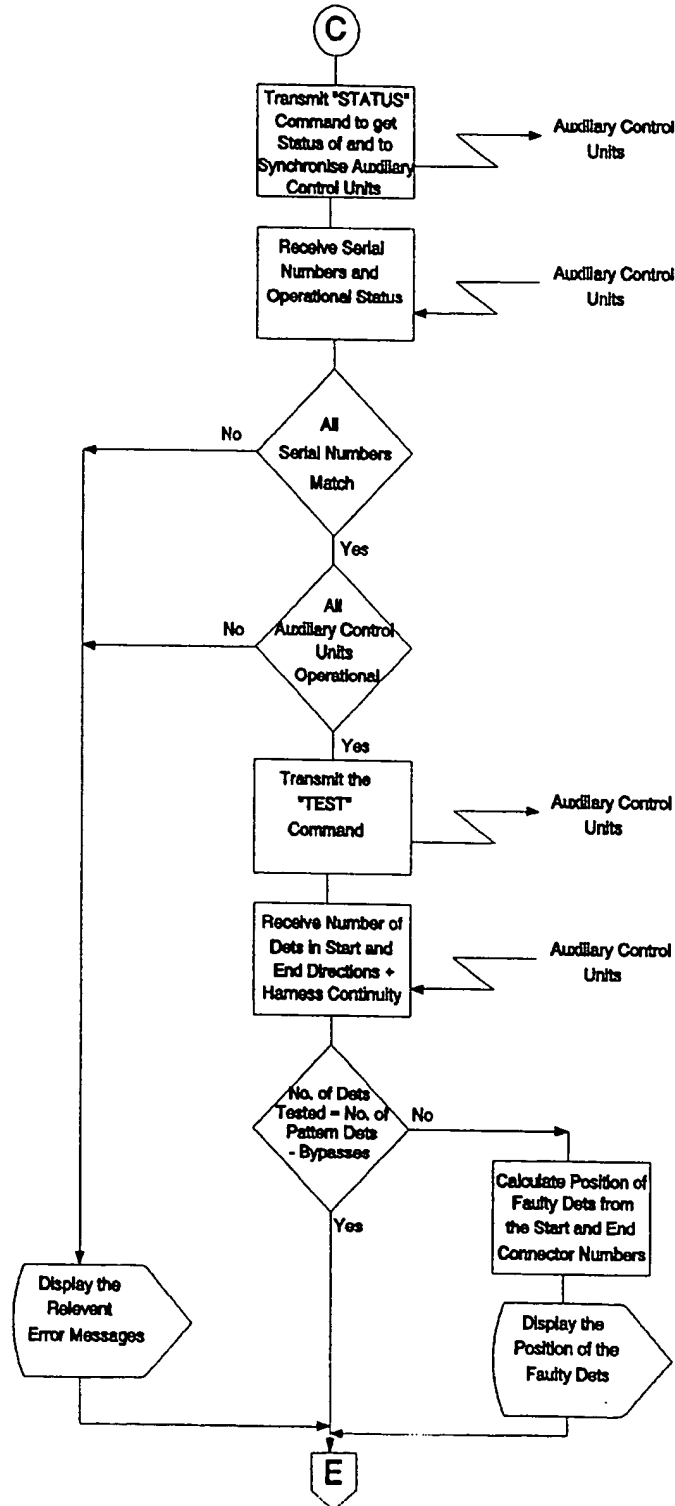 C
Transmit "STATUS"
Command to get
Status of and to
Synchronise Auxiliary
Control Units
Auxiliary Control
Units
Receive Serial
Numbers and
Operational Status
Auxiliary Control
Units
All
Serial Numbers
Match
No
Yes
All
Auxiliary Control
Units
Operational
No
Yes
Transmit the
"TEST"
Command
Auxiliary Control
Units
Receive Number of
Dets in Start and
End Directions +
Harness Continuity
Auxiliary Control
Units
No. of Dets
Tested = No. of
Pattern Dets
- Bypasses
No
Yes
Calculate Position of
Faulty Dets from
the Start and End
Connector Numbers
Display the
Relevent
Error Messages
Display the
Position of the
Faulty Dets
E